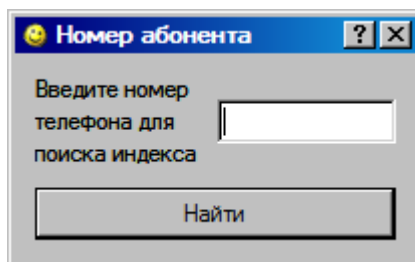 Номер абонента
Введите номер
телефона для
поиска индекса
Найти